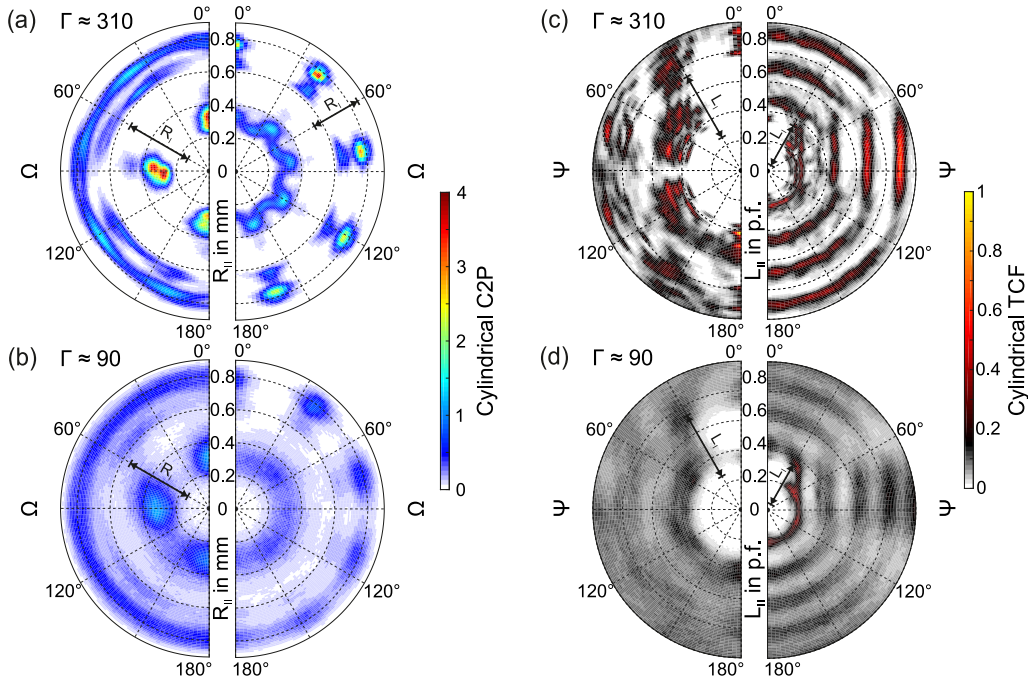 (a) Γ ≈ 310
0° 0°
60° 60°
120° 120°
180° 180°
Ω Ω
0.8
0.6
0.4
0.2
0
R|| in mm
R
R
(b) Γ ≈ 90
0° 0°
60° 60°
120° 120°
180° 180°
Ω Ω
0.8
0.6
0.4
0.2
0
R|| in mm
R
4
3
2
1
0
Cylindrical C2P
(c) Γ ≈ 310
0° 0°
60° 60°
120° 120°
180° 180°
Ψ Ψ
0.8
0.6
0.4
0.2
0
L|| in p.f.
L
L
(d) Γ ≈ 90
0° 0°
60° 60°
120° 120°
180° 180°
Ψ Ψ
0.8
0.6
0.4
0.2
0
L|| in p.f.
L
L
1
0.8
0.6
0.4
0.2
0
Cylindrical TCF